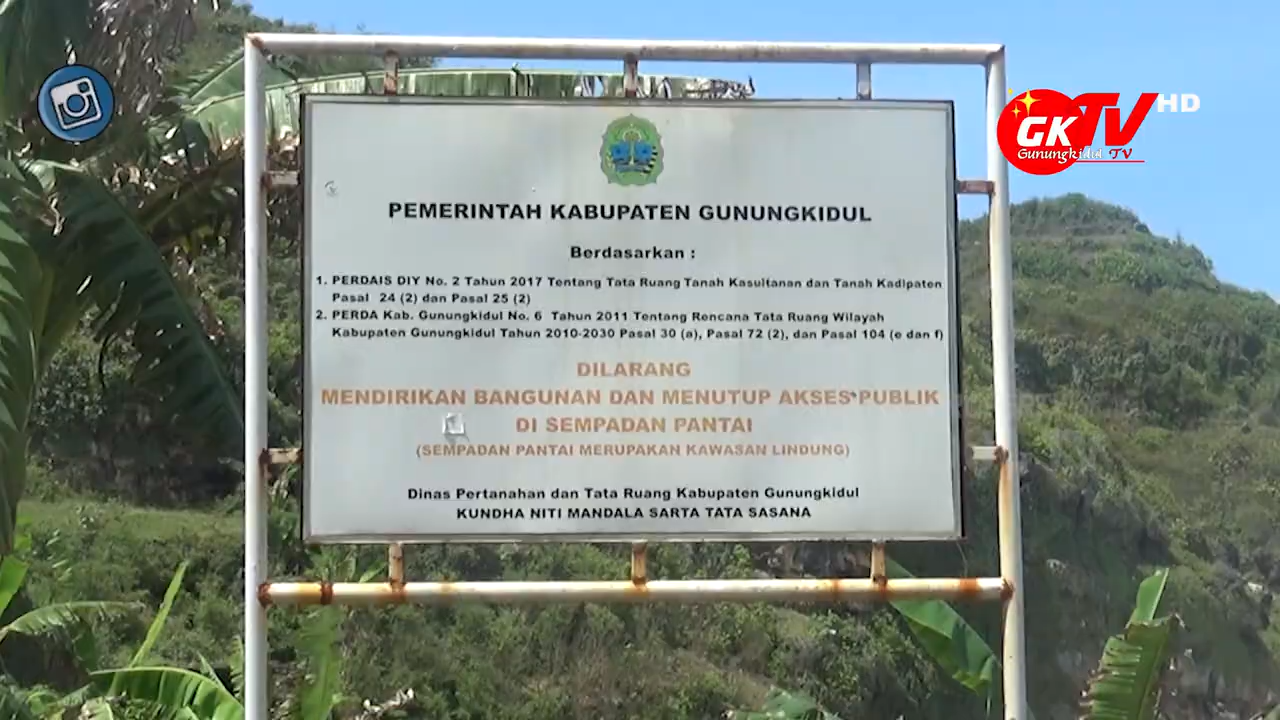 GKTV HD
Gunungkidul TV
PEMERINTAH KABUPATEN GUNUNGKIDUL
Berdasarkan :
1. PERDAIS DIY No. 2 Tahun 2017 Tentang Tata Ruang Tanah Kasultanan dan Tanah Kadipaten
Pasal 24 (2) dan Pasal 25 (2)
2. PERDA Kab. Gunungkidul No. 6 Tahun 2011 Tentang Rencana Tata Ruang Wilayah
Kabupaten Gunungkidul Tahun 2010-2030 Pasal 30 (a), Pasal 72 (2), dan Pasal 104 (e dan f)
DILARANG
MENDIRIKAN BANGUNAN DAN MENUTUP AKSES PUBLIK
DI SEMPADAN PANTAI
(SEMPADAN PANTAI MERUPAKAN KAWASAN LINDUNG)
Dinas Pertanahan dan Tata Ruang Kabupaten Gunungkidul
KUNDHA NITI MANDALA SARTA TATA SASANA